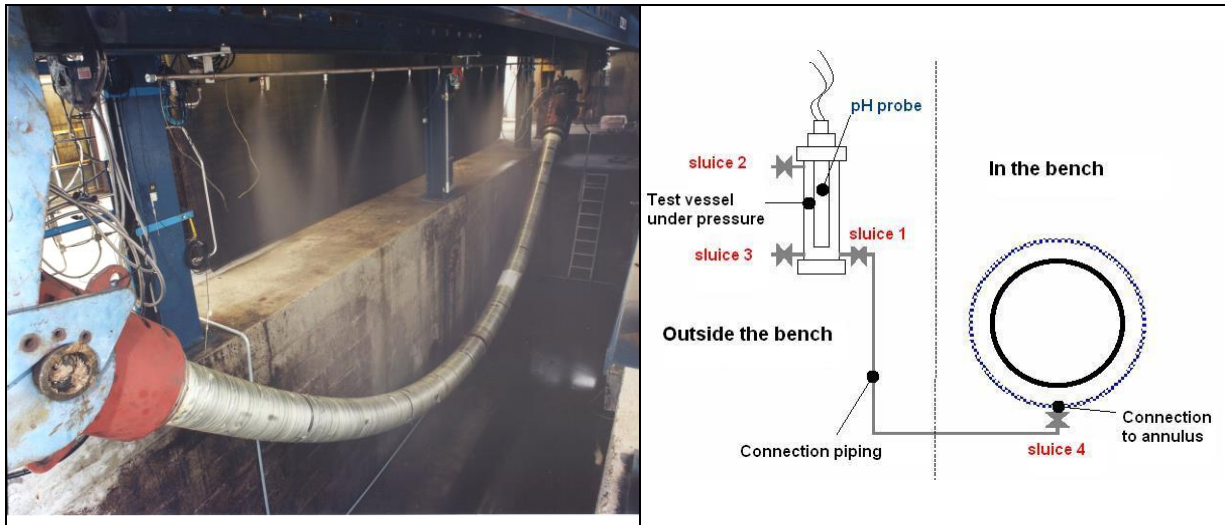 pH probe
sluice 2
In the bench
Test vessel
under pressure
sluice 1
sluice 3
Outside the bench
Connection
to annulus
Connection piping
sluice 4